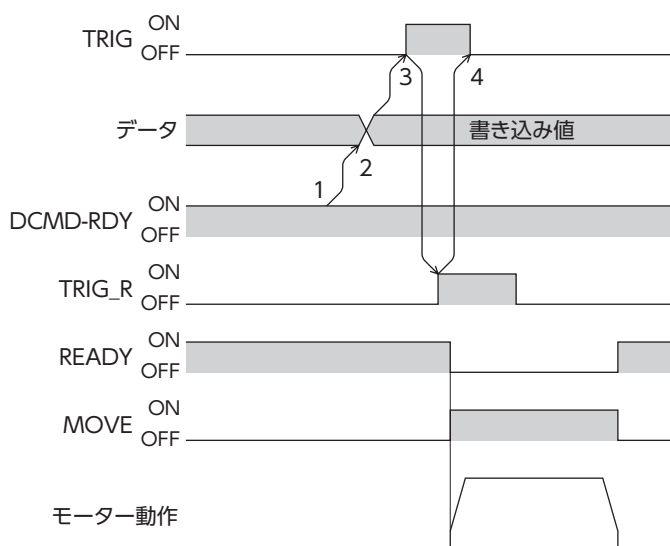 ON
TRIG
OFF
3
4
データ
書き込み値
1
2
ON
DCMD-RDY
OFF
ON
TRIG_R
OFF
ON
READY
OFF
ON
MOVE
OFF
モーター動作